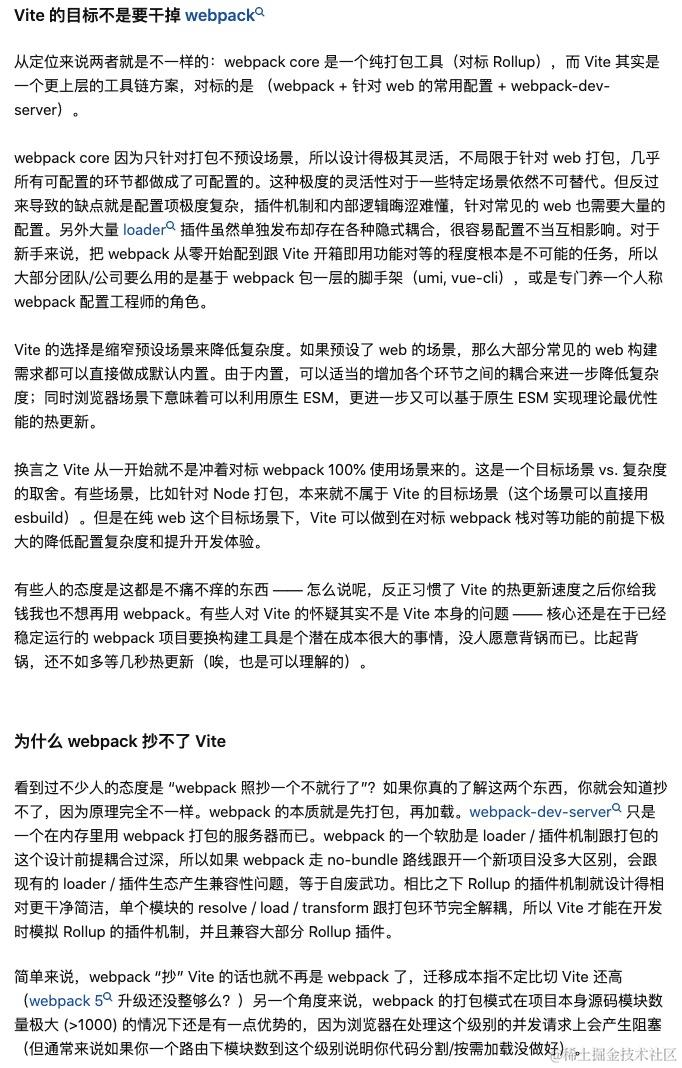 Vite 的目标不是要干掉 webpack
从定位来说两者就是不一样的：webpack core 是一个纯打包工具（对标 Rollup），而 Vite 其实是
一个更上层的工具链方案，对标的是 （webpack + 针对 web 的常用配置 + webpack-dev-
server）。
webpack core 因为只针对打包不预设场景，所以设计得极其灵活，不局限于针对 web 打包，几乎
所有可配置的环节都做成了可配置的。这种极度的灵活性对于一些特定场景依然不可替代。但反过
来导致的缺点就是配置项极度复杂，插件机制和内部逻辑晦涩难懂，针对常见的 web 也需要大量的
配置。另外大量 loader 插件虽然单独发布却存在各种隐式耦合，很容易配置不当互相影响。对于
新手来说，把 webpack 从零开始配到跟 Vite 开箱即用功能对等的程度根本是不可能的任务，所以
大部分团队/公司要么用的是基于 webpack 包一层的脚手架（umi, vue-cli），或是专门养一个人称
webpack 配置工程师的角色。
Vite 的选择是缩窄预设场景来降低复杂度。如果预设了 web 的场景，那么大部分常见的 web 构建
需求都可以直接做成默认内置。由于内置，可以适当的增加各个环节之间的耦合来进一步降低复杂
度；同时浏览器场景下意味着可以利用原生 ESM，更进一步又可以基于原生 ESM 实现理论最优性
能的热更新。
换言之 Vite 从一开始就不是冲着对标 webpack 100% 使用场景来的。这是一个目标场景 vs. 复杂度
的取舍。有些场景，比如针对 Node 打包，本来就不属于 Vite 的目标场景（这个场景可以直接用
esbuild）。但是在纯 web 这个目标场景下，Vite 可以做到在对标 webpack 栈对等功能的前提下极
大的降低配置复杂度和提升开发体验。
有些人的态度是这都是不痛不痒的东西 —— 怎么说呢，反正习惯了 Vite 的热更新速度之后你给我
钱我也不想再用 webpack。有些人对 Vite 的怀疑其实不是 Vite 本身的问题 —— 核心还是在于已经
稳定运行的 webpack 项目要换构建工具是个潜在成本很大的事情，没人愿意背锅而已。比起背
锅，还不如多等几秒热更新（唉，也是可以理解的）。
为什么 webpack 抄不了 Vite
看到过不少人的态度是 “webpack 照抄一个不就行了”？如果你真的了解这两个东西，你就会知道抄
不了，因为原理完全不一样。webpack 的本质就是先打包，再加载。webpack-dev-server 只是
一个在内存里用 webpack 打包的服务器而已。webpack 的一个软肋是 loader / 插件机制跟打包的
这个设计前提耦合过深，所以如果 webpack 走 no-bundle 路线跟开一个新项目没多大区别，会跟
现有的 loader / 插件生态产生兼容性问题，等于自废武功。相比之下 Rollup 的插件机制就设计得相
对更干净简洁，单个模块的 resolve / load / transform 跟打包环节完全解耦，所以 Vite 才能在开发
时模拟 Rollup 的插件机制，并且兼容大部分 Rollup 插件。
简单来说，webpack “抄” Vite 的话也就不再是 webpack 了，迁移成本指不定比切 Vite 还高
（webpack 5 升级还没整够么？）另一个角度来说，webpack 的打包模式在项目本身源码模块数
量极大 (>1000) 的情况下还是有一点优势的，因为浏览器在处理这个级别的并发请求上会产生阻塞
（但通常来说如果你一个路由下模块数到这个级别说明你代码分割/按需加载没做好）。
@稀土掘金技术社区